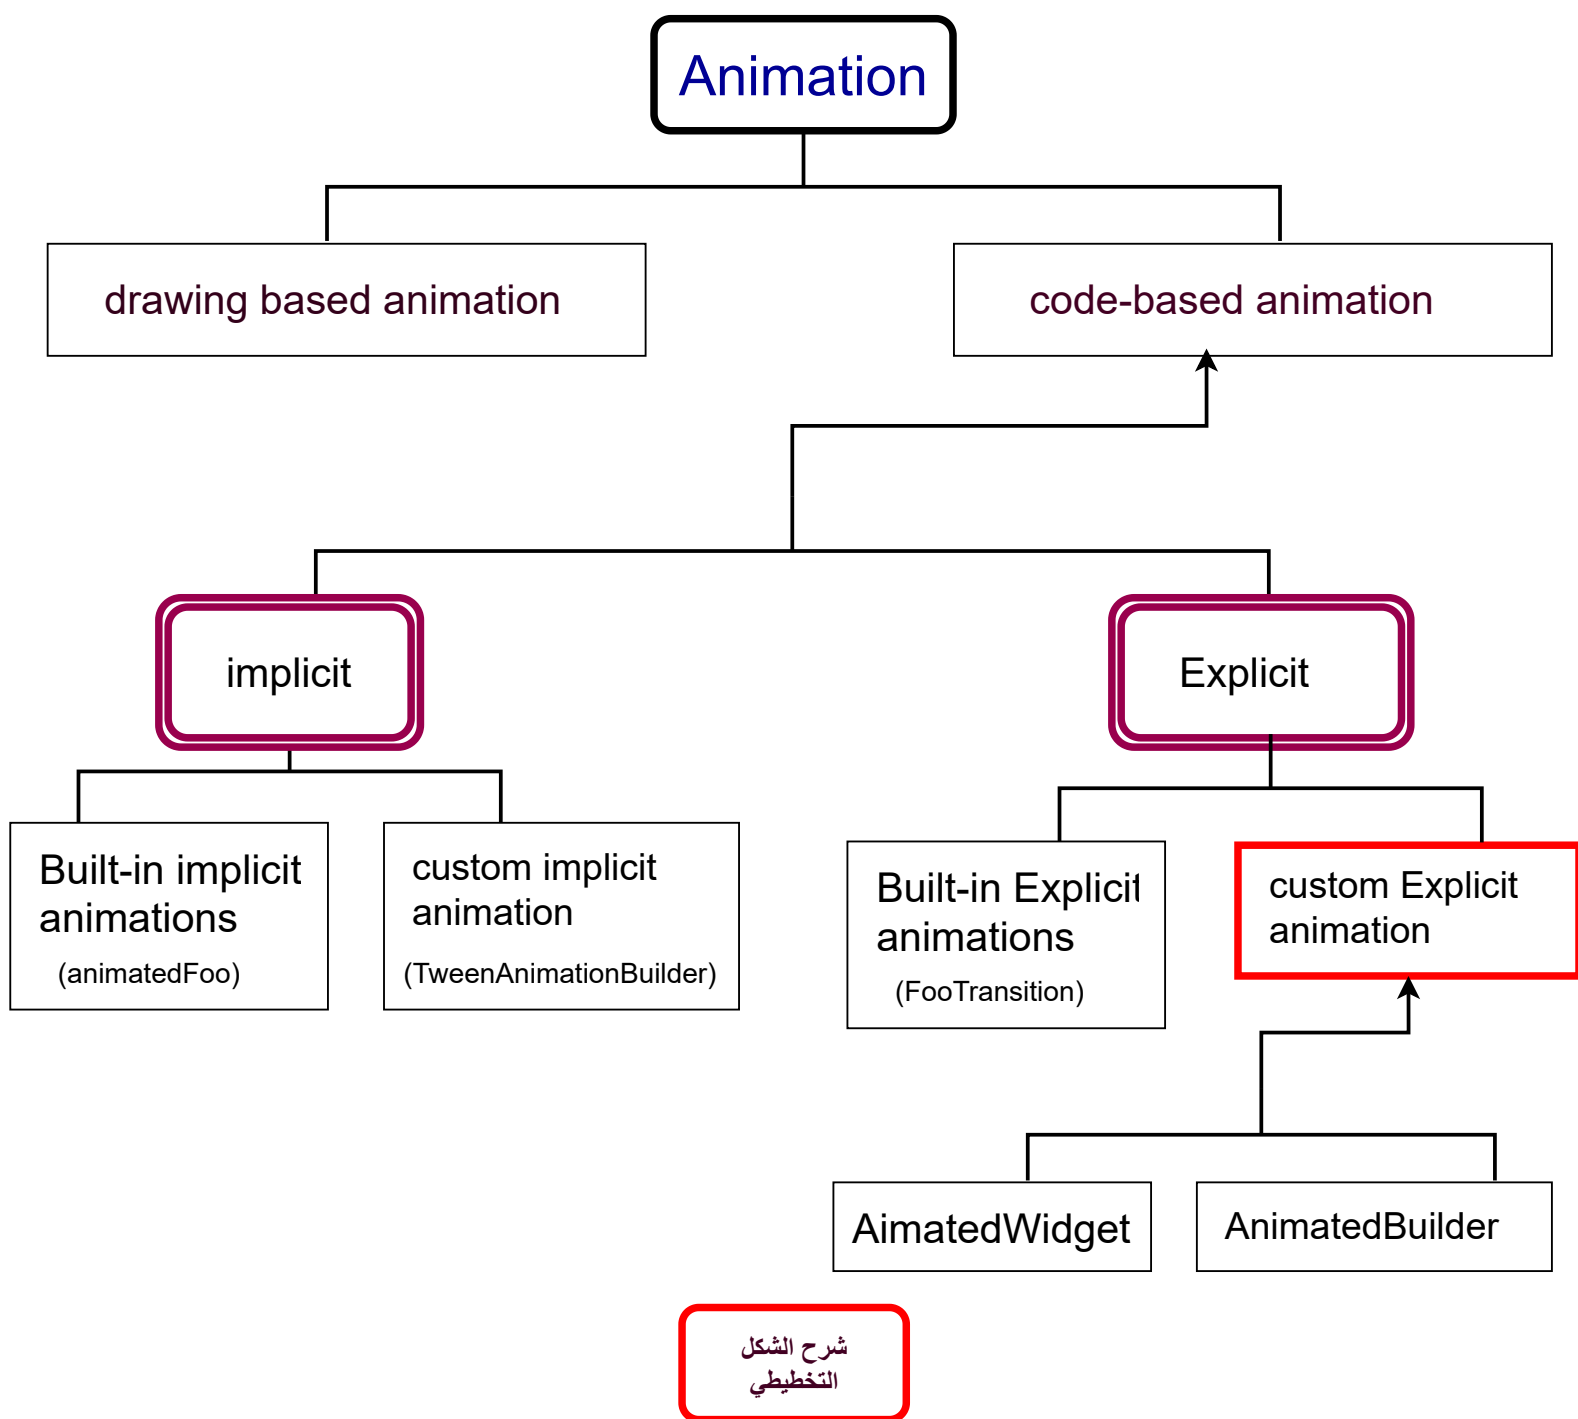 Animation
drawing based animation
code-based animation
implicit
Explicit
Built-in implicit
animations
(animatedFoo)
custom implicit
animation
(TweenAnimationBuilder)
Built-in Explicit
animations
(FooTransition)
custom Explicit
animation
AimatedWidget
AnimatedBuilder
شرح الشكل
التخطيطي